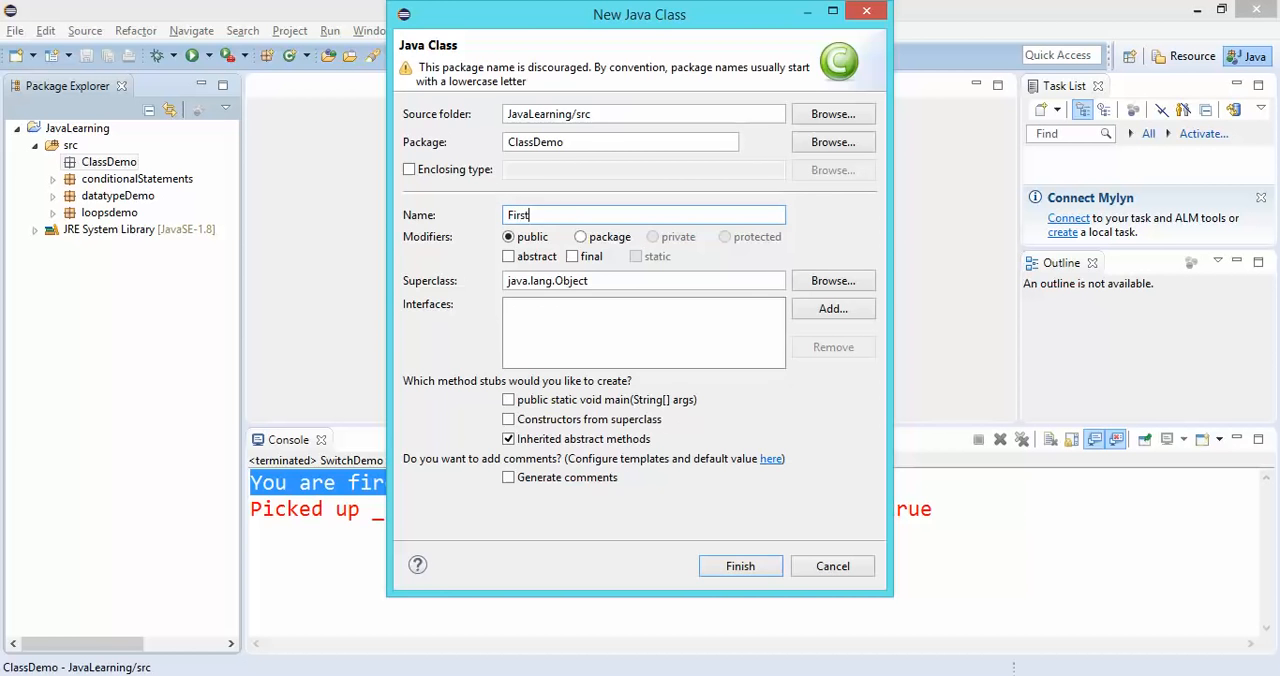 New Java Class
File Edit Source Refactor Navigate Search Project Run Windo
Java Class
This package name is discouraged. By convention, package names usually start
with a lowercase letter
Quick Access
Resource
Java
Package Explorer
Task List
Source folder: JavaLearning/src Browse...
Package: ClassDemo Browse...
Enclosing type: Browse...
JavaLearning
src
ClassDemo
conditionalStatements
datatypeDemo
loopsdemo
JRE System Library [JavaSE-1.8]
Find All Activate...
Connect Mylyn
Connect to your task and ALM tools or
create a local task.
Outline
An outline is not available.
Name: First
Modifiers: public package private protected
abstract final static
Superclass: java.lang.Object Browse...
Interfaces: Add...
Remove
Which method stubs would you like to create?
public static void main(String[] args)
Constructors from superclass
Inherited abstract methods
Do you want to add comments? (Configure templates and default value here)
Generate comments
? Finish Cancel
Console
<terminated> SwitchDemo
You are fir
Picked up _ rue
ClassDemo - JavaLearning/src